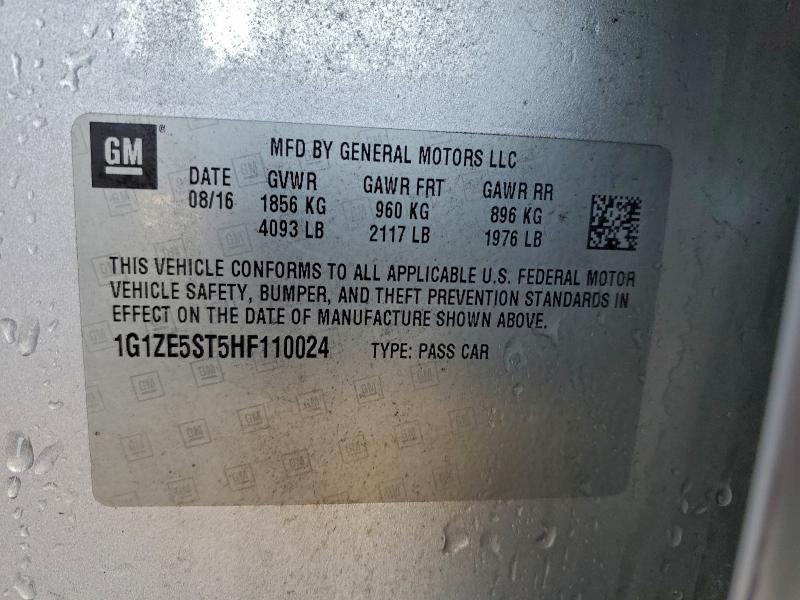 GM
MFD BY GENERAL MOTORS LLC
DATE GVWR GAWR FRT GAWR RR
08/16 1856 KG 960 KG 896 KG
4093 LB 2117 LB 1976 LB
THIS VEHICLE CONFORMS TO ALL APPLICABLE U.S. FEDERAL MOTOR
VEHICLE SAFETY, BUMPER, AND THEFT PREVENTION STANDARDS IN
EFFECT ON THE DATE OF MANUFACTURE SHOWN ABOVE.
1G1ZE5ST5HF110024 TYPE: PASS CAR